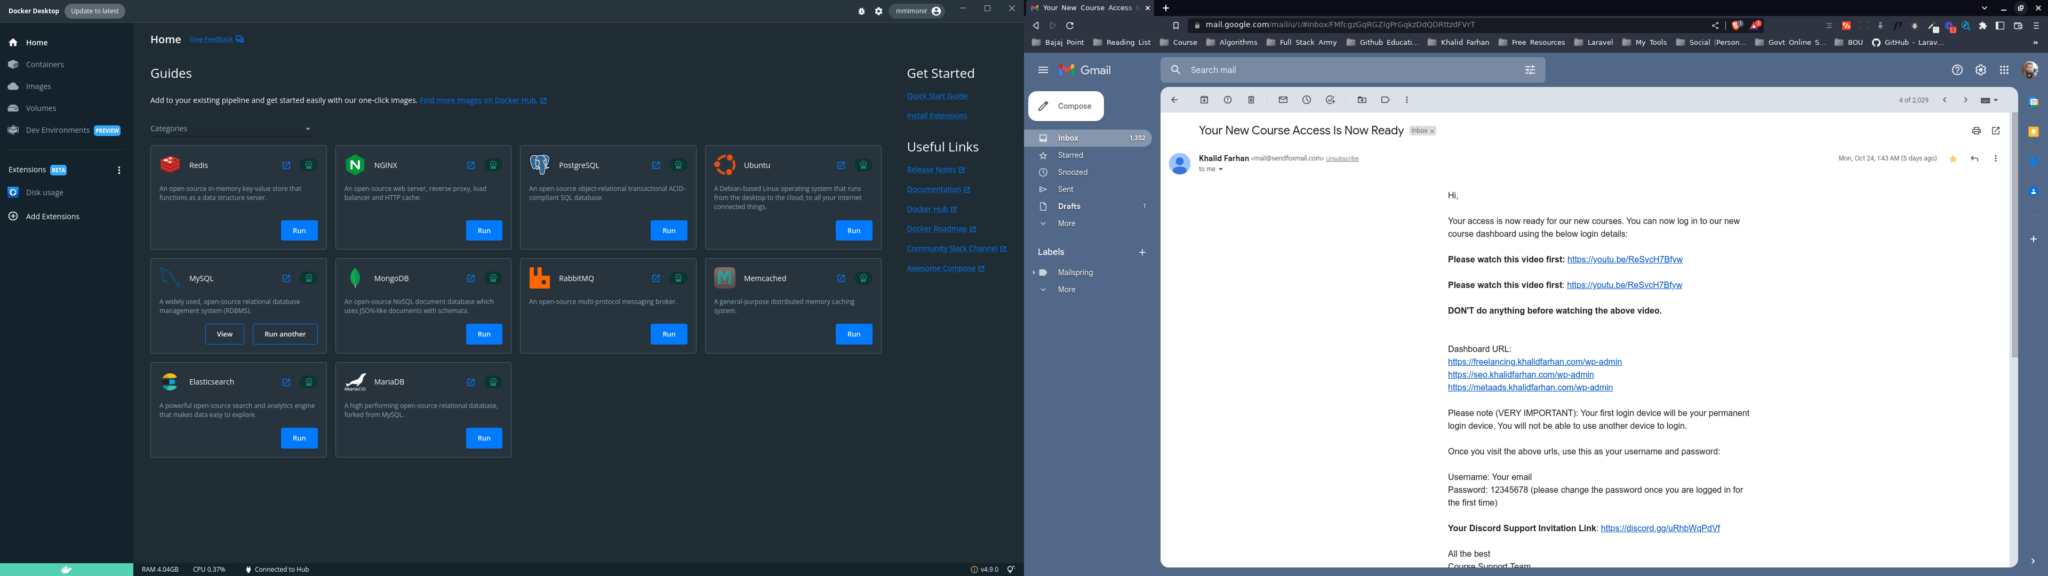 Docker Desktop
Update to latest
mmimonir
Home
Containers
Images
Volumes
Dev Environments PREVIEW
Extensions BETA
Disk usage
Add Extensions
Home Give Feedback
Guides
Add to your existing pipeline and get started easily with our one-click images. Find more images on Docker Hub.
Categories
Redis
An open-source in-memory key-value store that
functions as a data structure server.
Run
NGINX
An open-source web server, reverse proxy, load
balancer and HTTP cache.
Run
PostgreSQL
An open-source object-relational transactional ACID-
compliant SQL database.
Run
Ubuntu
A Debian-based Linux operating system that runs
from the desktop to the cloud, to all your internet
connected things.
Run
MySQL
A widely used, open-source relational database
management system (RDBMS).
View
Run another
MongoDB
An open-source NoSQL document database which
uses JSON-like documents with schemata.
Run
RabbitMQ
An open-source multi-protocol messaging broker.
Run
Memcached
A general-purpose distributed memory caching
system.
Run
Elasticsearch
A powerful open-source search and analytics engine
that makes data easy to explore.
Run
MariaDB
A high performing open-source relational database,
forked from MySQL.
Run
Get Started
Quick Start Guide
Install Extensions
Useful Links
Release Notes
Documentation
Docker Hub
Docker Roadmap
Community Slack Channel
Awesome Compose
RAM 4.04GB CPU 0.37% Connected to Hub
v4.9.0
Your New Course Access
Bajaj Point
Reading List
Course
Algorithms
Full Stack Army
Github Educati...
Khalid Farhan
Free Resources
Laravel
My Tools
Social (Person...
Govt Online S...
BOU
GitHub - Larav...
Gmail
Search mail
Compose
Inbox 1,352
Starred
Snoozed
Sent
Drafts 1
More
Labels
Mailspring
More
4 of 2,029
Your New Course Access Is Now Ready Inbox x
Khalid Farhan <mail@sendfoxmail.com> Unsubscribe
to me
Mon, Oct 24, 1:43 AM (5 days ago)
Hi,
Your access is now ready for our new courses. You can now log in to our new
course dashboard using the below login details:
Please watch this video first: https://youtu.be/ReSvcH7Bfyw
Please watch this video first: https://youtu.be/ReSvcH7Bfyw
DON'T do anything before watching the above video.
Dashboard URL:
https://freelancing.khalidfarhan.com/wp-admin
https://seo.khalidfarhan.com/wp-admin
https://metaads.khalidfarhan.com/wp-admin
Please note (VERY IMPORTANT): Your first login device will be your permanent
login device. You will not be able to use another device to login.
Once you visit the above urls, use this as your username and password:
Username: Your email
Password: 12345678 (please change the password once you are logged in for
the first time)
Your Discord Support Invitation Link: https://discord.gg/uRhbWqPdVf
All the best
Course Support Team